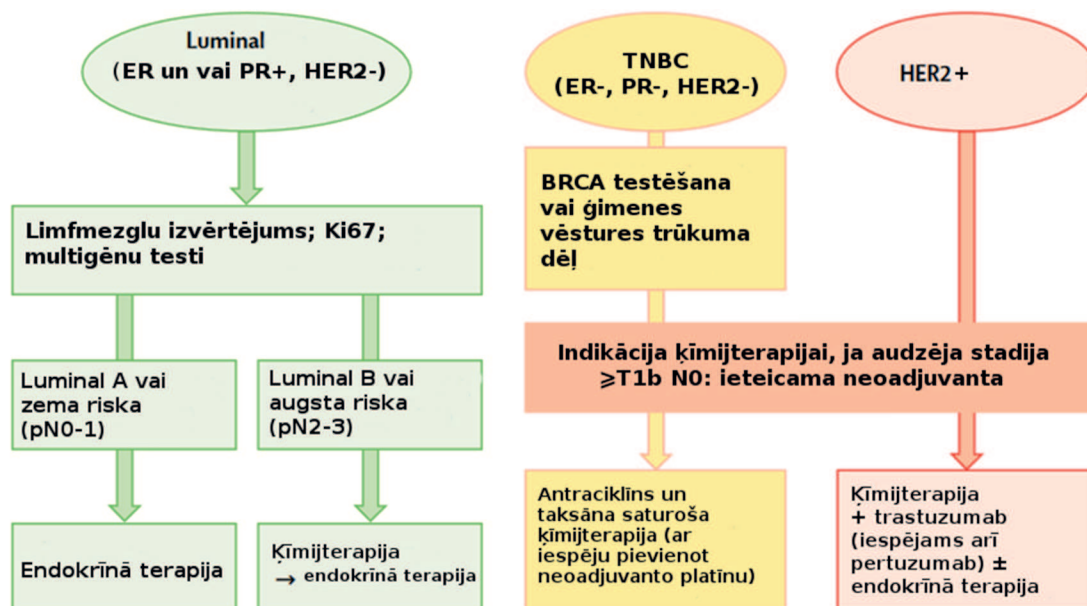 Luminal
(ER un vai PR+, HER2-)
TNBC
(ER-, PR-, HER2-)
HER2+
Limfmezglu izvērtējums; Ki67;
multigēnu testi
BRCA testēšana
vai ģimenes
vēstures trūkuma
dēļ
Indikācija ķīmijterapijai, ja audzēja stadija
⩾T1b N0: ieteicama neoadjuvanta
Luminal A vai
zema riska
(pN0-1)
Luminal B vai
augsta riska
(pN2-3)
Endokrīnā terapija
Ķīmijterapija
→ endokrīnā terapija
Antraciklīns un
taksāna saturoša
ķīmijterapija (ar
iespēju pievienot
neoadjuvanto platīnu)
Ķīmijterapija
+ trastuzumab
(iespējams arī
pertuzumab) ±
endokrīnā terapija